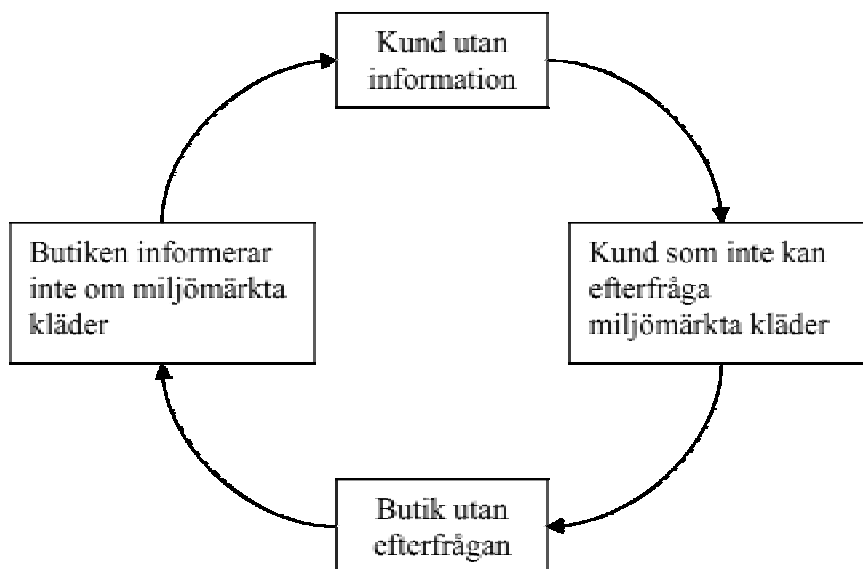 Kund utan
information
Butiken informerar
inte om miljömärkta
kläder
Kund som inte kan
efterfråga
miljömärkta kläder
Butik utan
efterfrågan